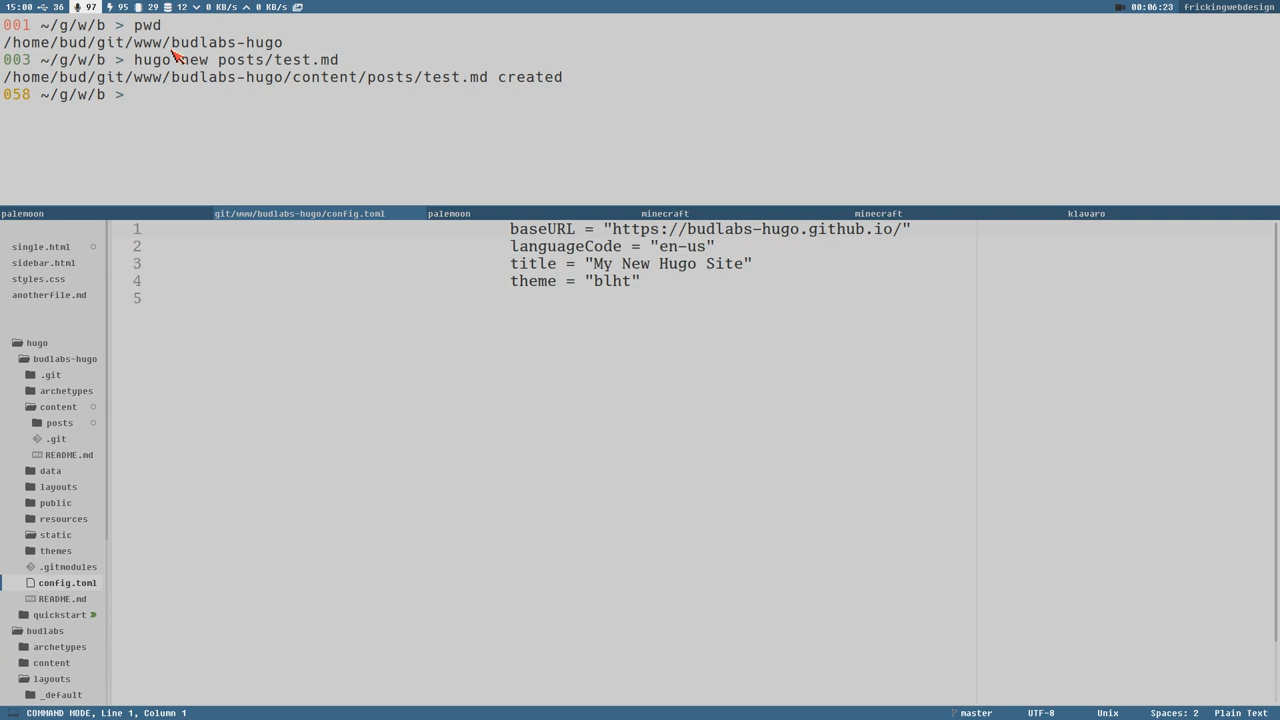 15:00 36 97 95 29 12 0 KB/s 0 KB/s 00:06:23 frickingwebdesign
001 ~/g/w/b > pwd
/home/bud/git/www/budlabs-hugo
003 ~/g/w/b > hugo new posts/test.md
/home/bud/git/www/budlabs-hugo/content/posts/test.md created
058 ~/g/w/b >
palemoon git/www/budlabs-hugo/config.toml palemoon minecraft minecraft klavaro
single.html
sidebar.html
styles.css
anotherfile.md
hugo
budlabs-hugo
.git
archetypes
content
posts
.git
README.md
data
layouts
public
resources
static
themes
.gitmodules
config.toml
README.md
quickstart
budlabs
archetypes
content
layouts
_default
1 baseURL = "https://budlabs-hugo.github.io/"
2 languageCode = "en-us"
3 title = "My New Hugo Site"
4 theme = "blht"
5
COMMAND MODE, Line 1, Column 1 master UTF-8 Unix Spaces: 2 Plain Text